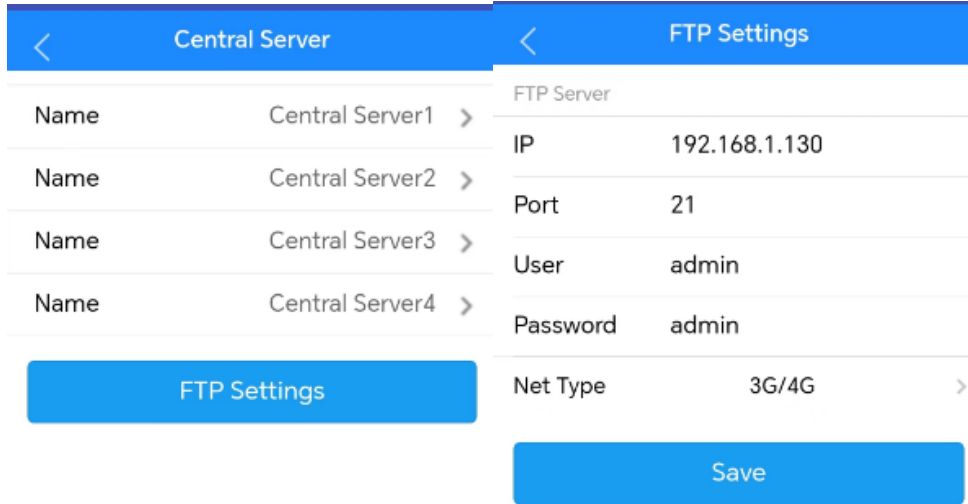 Central Server
Name Central Server1
Name Central Server2
Name Central Server3
Name Central Server4
FTP Settings
FTP Settings
FTP Server
IP 192.168.1.130
Port 21
User admin
Password admin
Net Type 3G/4G
Save